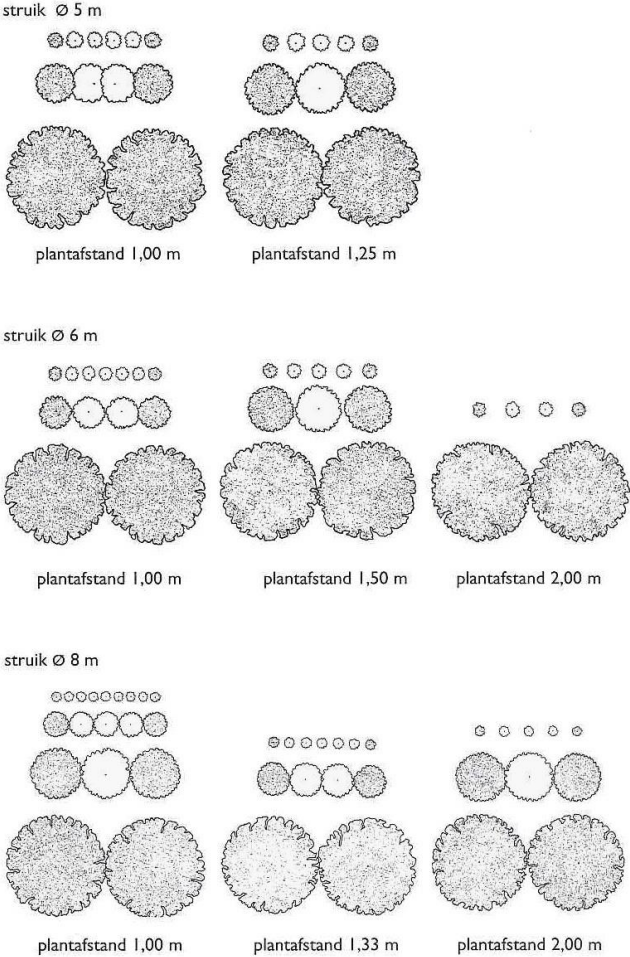 struik Ø 5 m
plantafstand 1,00 m
plantafstand 1,25 m
struik Ø 6 m
plantafstand 1,00 m
plantafstand 1,50 m
plantafstand 2,00 m
struik Ø 8 m
plantafstand 1,00 m
plantafstand 1,33 m
plantafstand 2,00 m